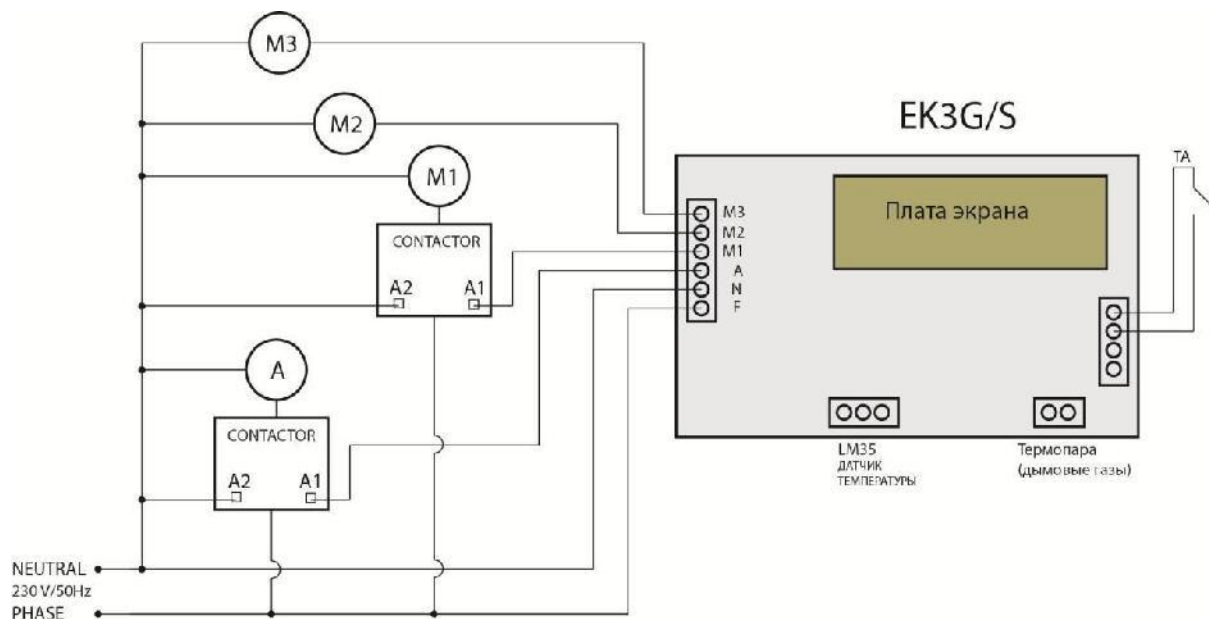 M3
M2
M1
CONTACTOR
A2
A1
A
CONTACTOR
A2
A1
NEUTRAL
230 V/50Hz
PHASE
EK3G/S
Плата экрана
M3
M2
M1
A
N
F
TA
LM35
ДАТЧИК
ТЕМПЕРАТУРЫ
Термопара
(дымовые газы)